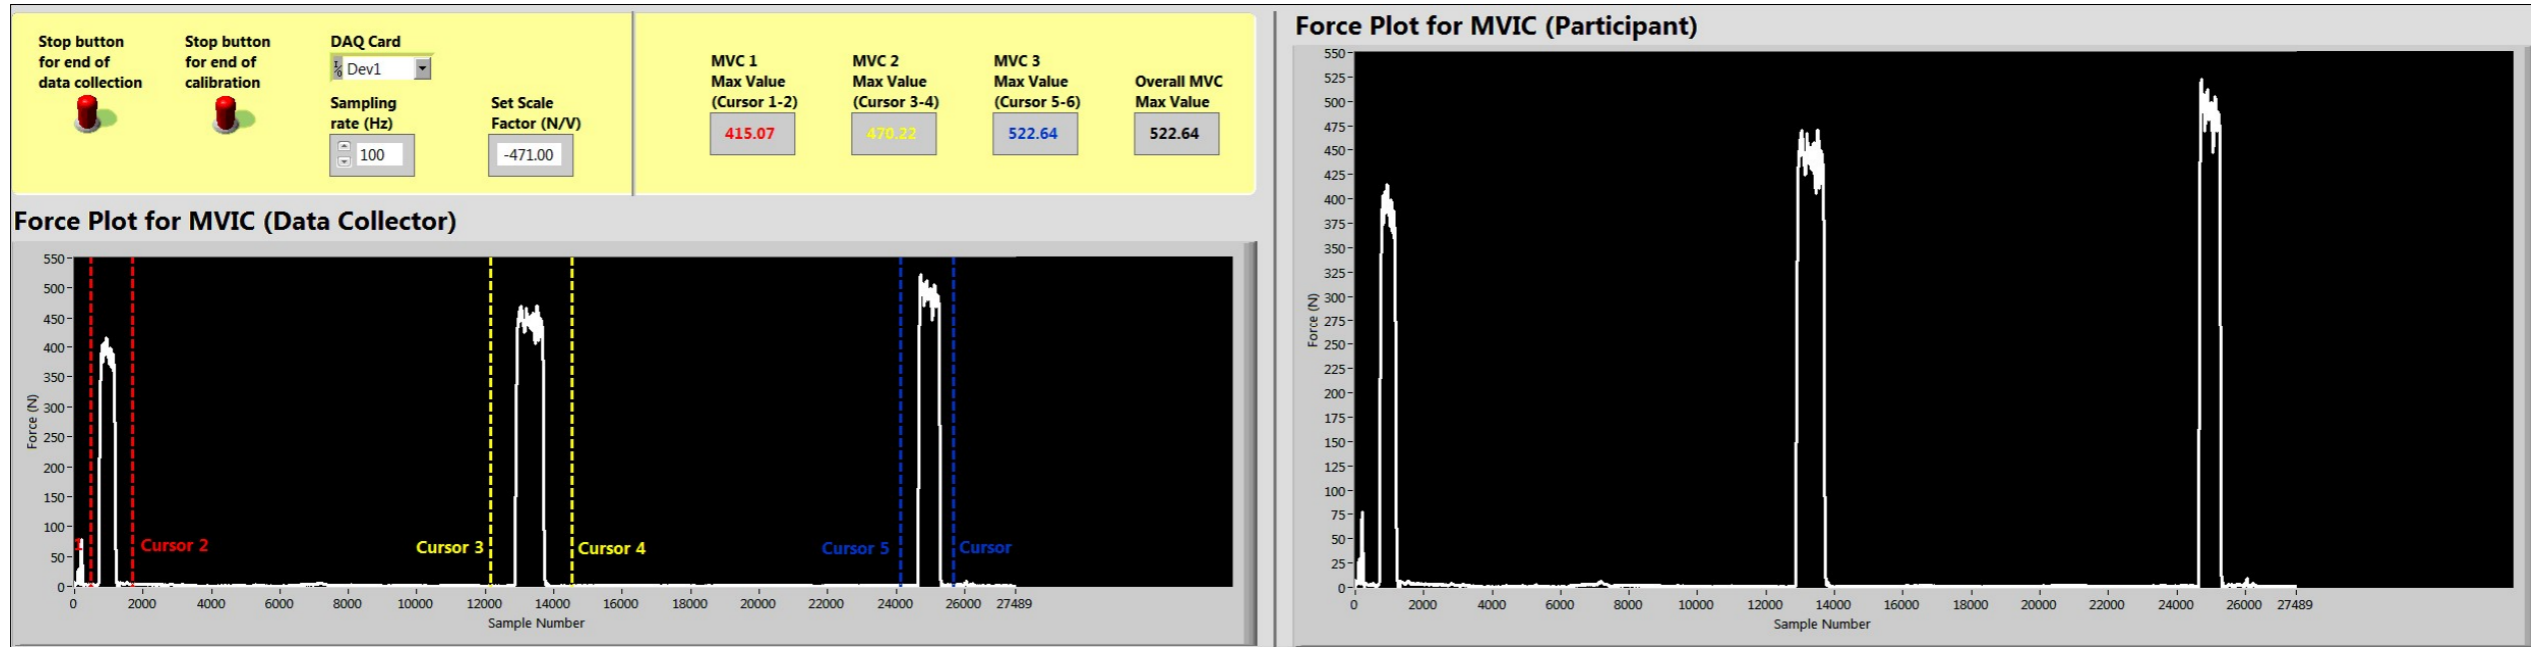 Stop button
for end of
data collection
Stop button
for end of
calibration
DAQ Card
Dev1
Sampling
rate (Hz)
100
Set Scale
Factor (N/V)
-471.00
MVC 1
Max Value
(Cursor 1-2)
415.07
MVC 2
Max Value
(Cursor 3-4)
470.22
MVC 3
Max Value
(Cursor 5-6)
522.64
Overall MVC
Max Value
522.64
Force Plot for MVIC (Data Collector)
550
500
450
400
350
300
250
200
150
100
50
0
Force (N)
1
Cursor 2
Cursor 3
Cursor 4
Cursor 5
Cursor
0 2000 4000 6000 8000 10000 12000 14000 16000 18000 20000 22000 24000 26000 27489
Sample Number
Force Plot for MVIC (Participant)
550
525
500
475
450
425
400
375
350
325
300
275
250
225
200
175
150
125
100
75
50
25
0
Force (N)
0 2000 4000 6000 8000 10000 12000 14000 16000 18000 20000 22000 24000 26000 27489
Sample Number